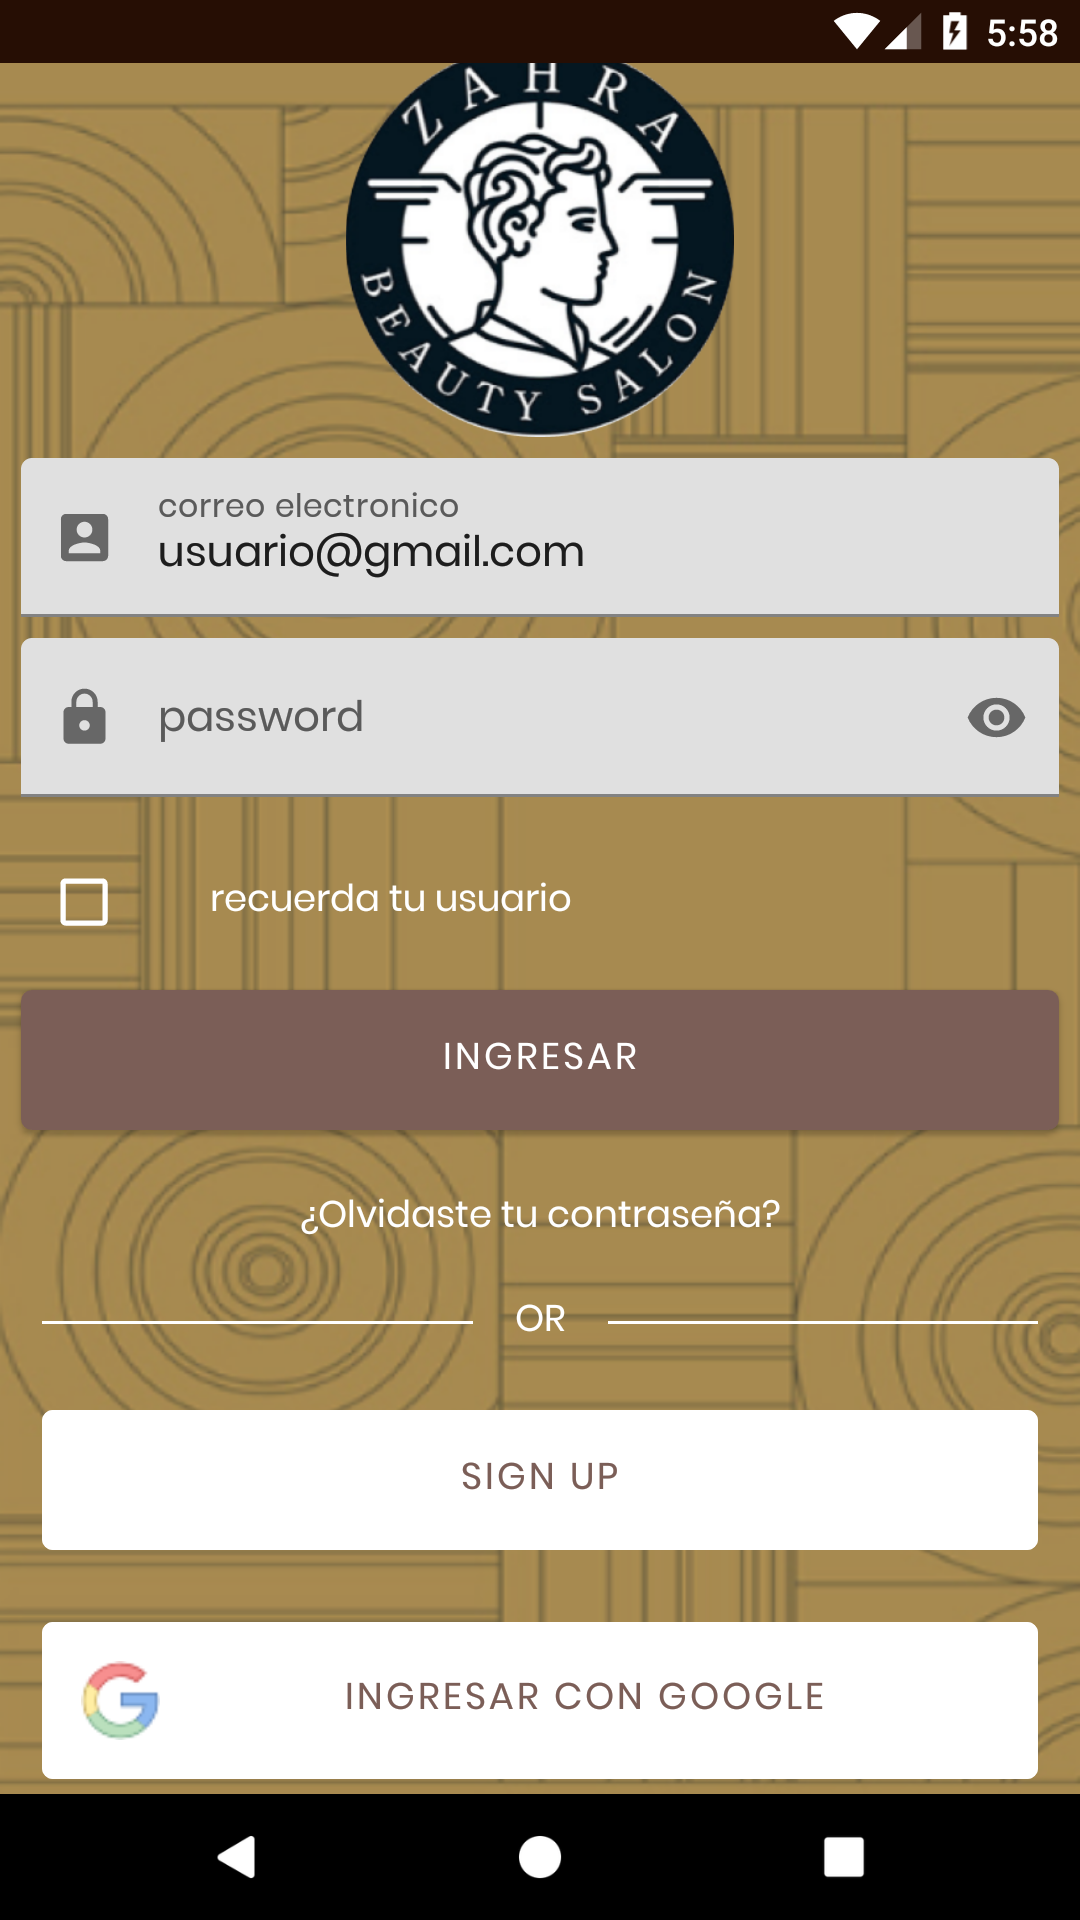 5:58
ZAHRA
BEAUTY SALON
correo electronico
usuario@gmail.com
password
recuerda tu usuario
INGRESAR
¿Olvidaste tu contraseña?
OR
SIGN UP
INGRESAR CON GOOGLE